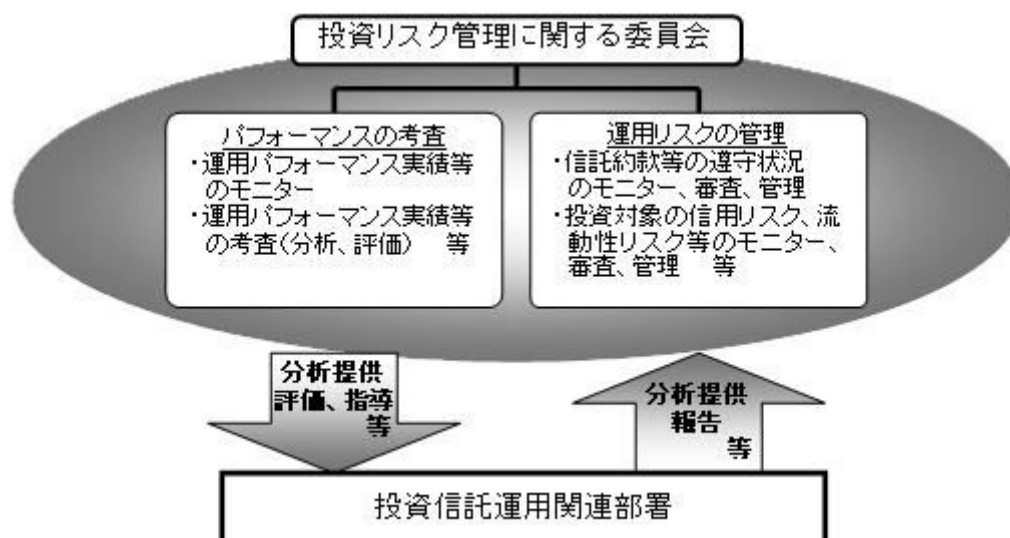 投資リスク管理に関する委員会
パフォーマンスの考査
・運用パフォーマンス実績等
のモニター
・運用パフォーマンス実績等
の考査(分析、評価)　等
運用リスクの管理
・信託約款等の遵守状況
のモニター、審査、管理
・投資対象の信用リスク、流
動性リスク等のモニター、
審査、管理　等
分析提供
評価、指導
等
分析提供
報告
等
投資信託運用関連部署